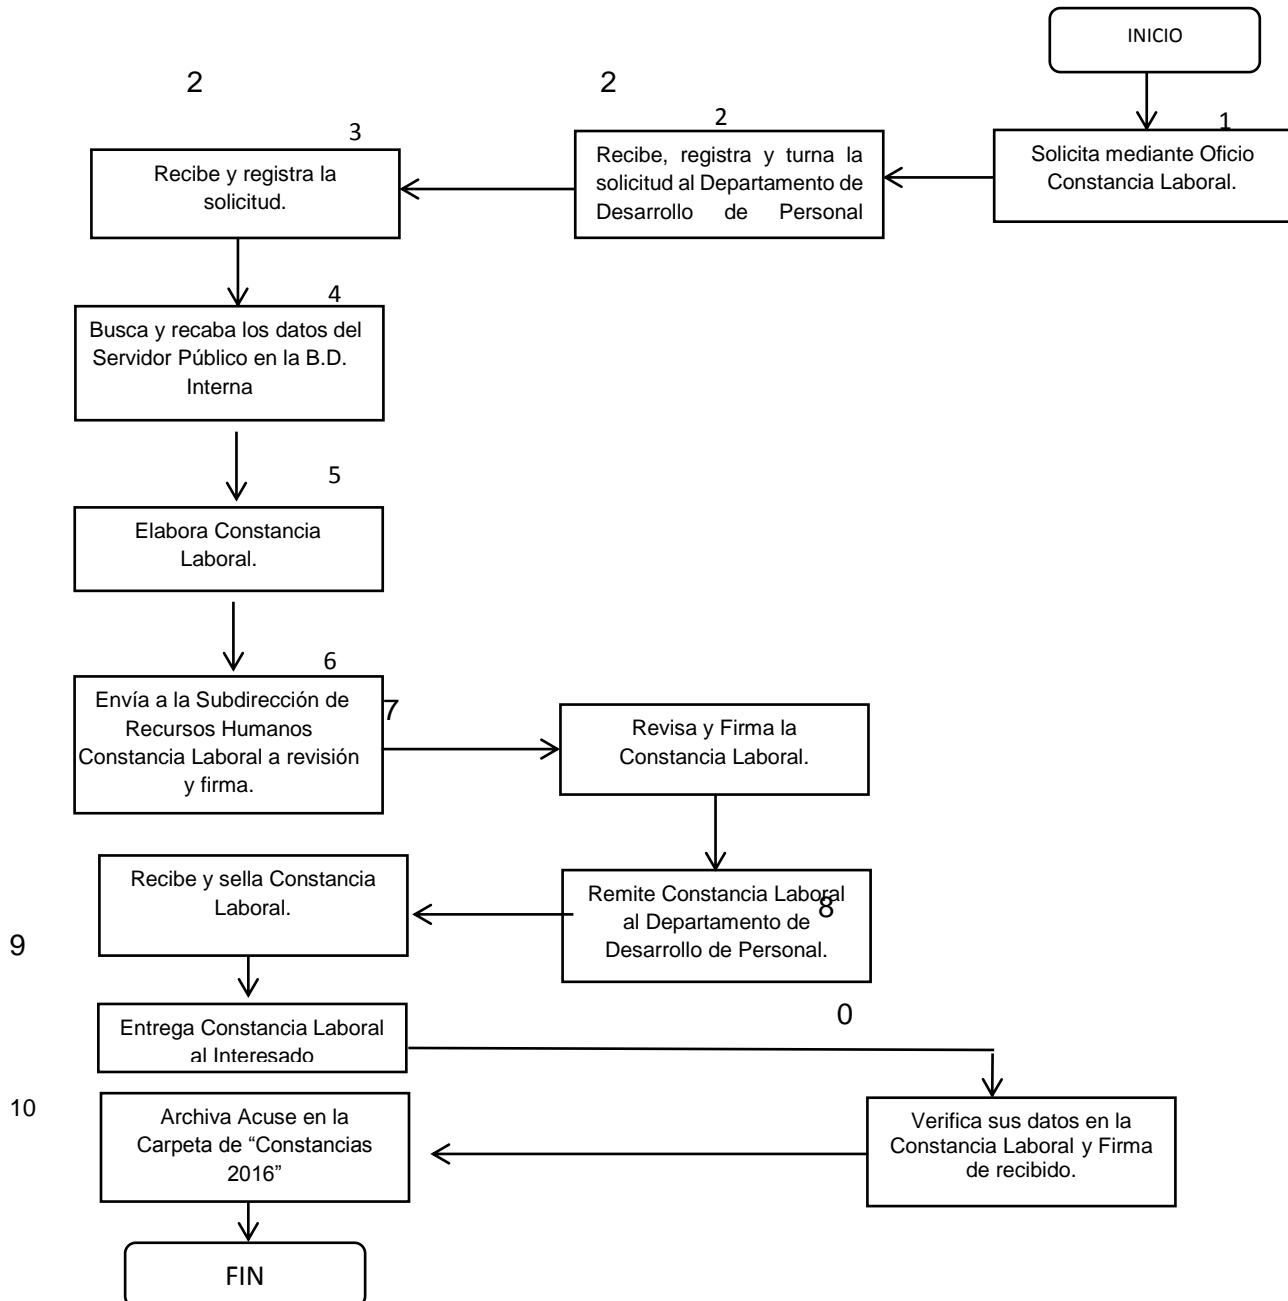 INICIO
2
2
1
Solicita mediante Oficio
Constancia Laboral.
2
Recibe, registra y turna la
solicitud al Departamento de
Desarrollo de Personal
3
Recibe y registra la
solicitud.
4
Busca y recaba los datos del
Servidor Público en la B.D.
Interna
5
Elabora Constancia
Laboral.
6
Envía a la Subdirección de
Recursos Humanos
Constancia Laboral a revisión
y firma.
7
Revisa y Firma la
Constancia Laboral.
Remite Constancia Laboral
al Departamento de
Desarrollo de Personal.
8
Recibe y sella Constancia
Laboral.
9
Entrega Constancia Laboral
al Interesado
0
Verifica sus datos en la
Constancia Laboral y Firma
de recibido.
10
Archiva Acuse en la
Carpeta de “Constancias
2016”
FIN